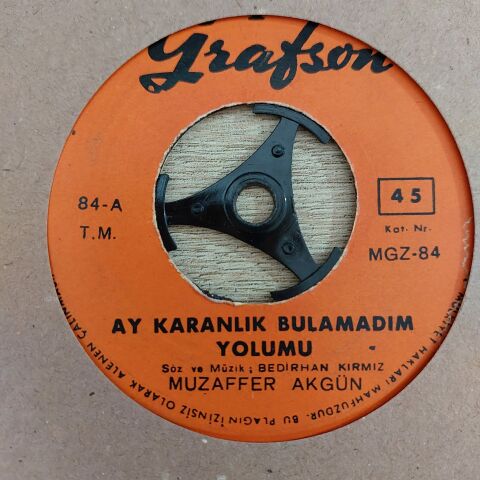 Grafson
84-A
T.M.
45
Kat. Nr.
MGZ-84
AY KARANLIK BULAMADIM
YOLUMU
Söz ve Müzik ; BEDİRHAN KIRMIZ
MUZAFFER AKGÜN
HAKLARI MAHFUZDUR. BU PLAĞIN İZİNSİZ OLARAK ALENEN